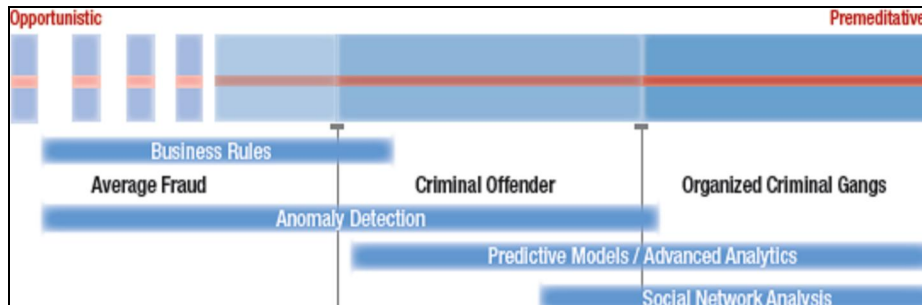 Opportunistic Premeditative
Business Rules
Average Fraud Criminal Offender Organized Criminal Gangs
Anomaly Detection
Predictive Models / Advanced Analytics
Social Network Analysis